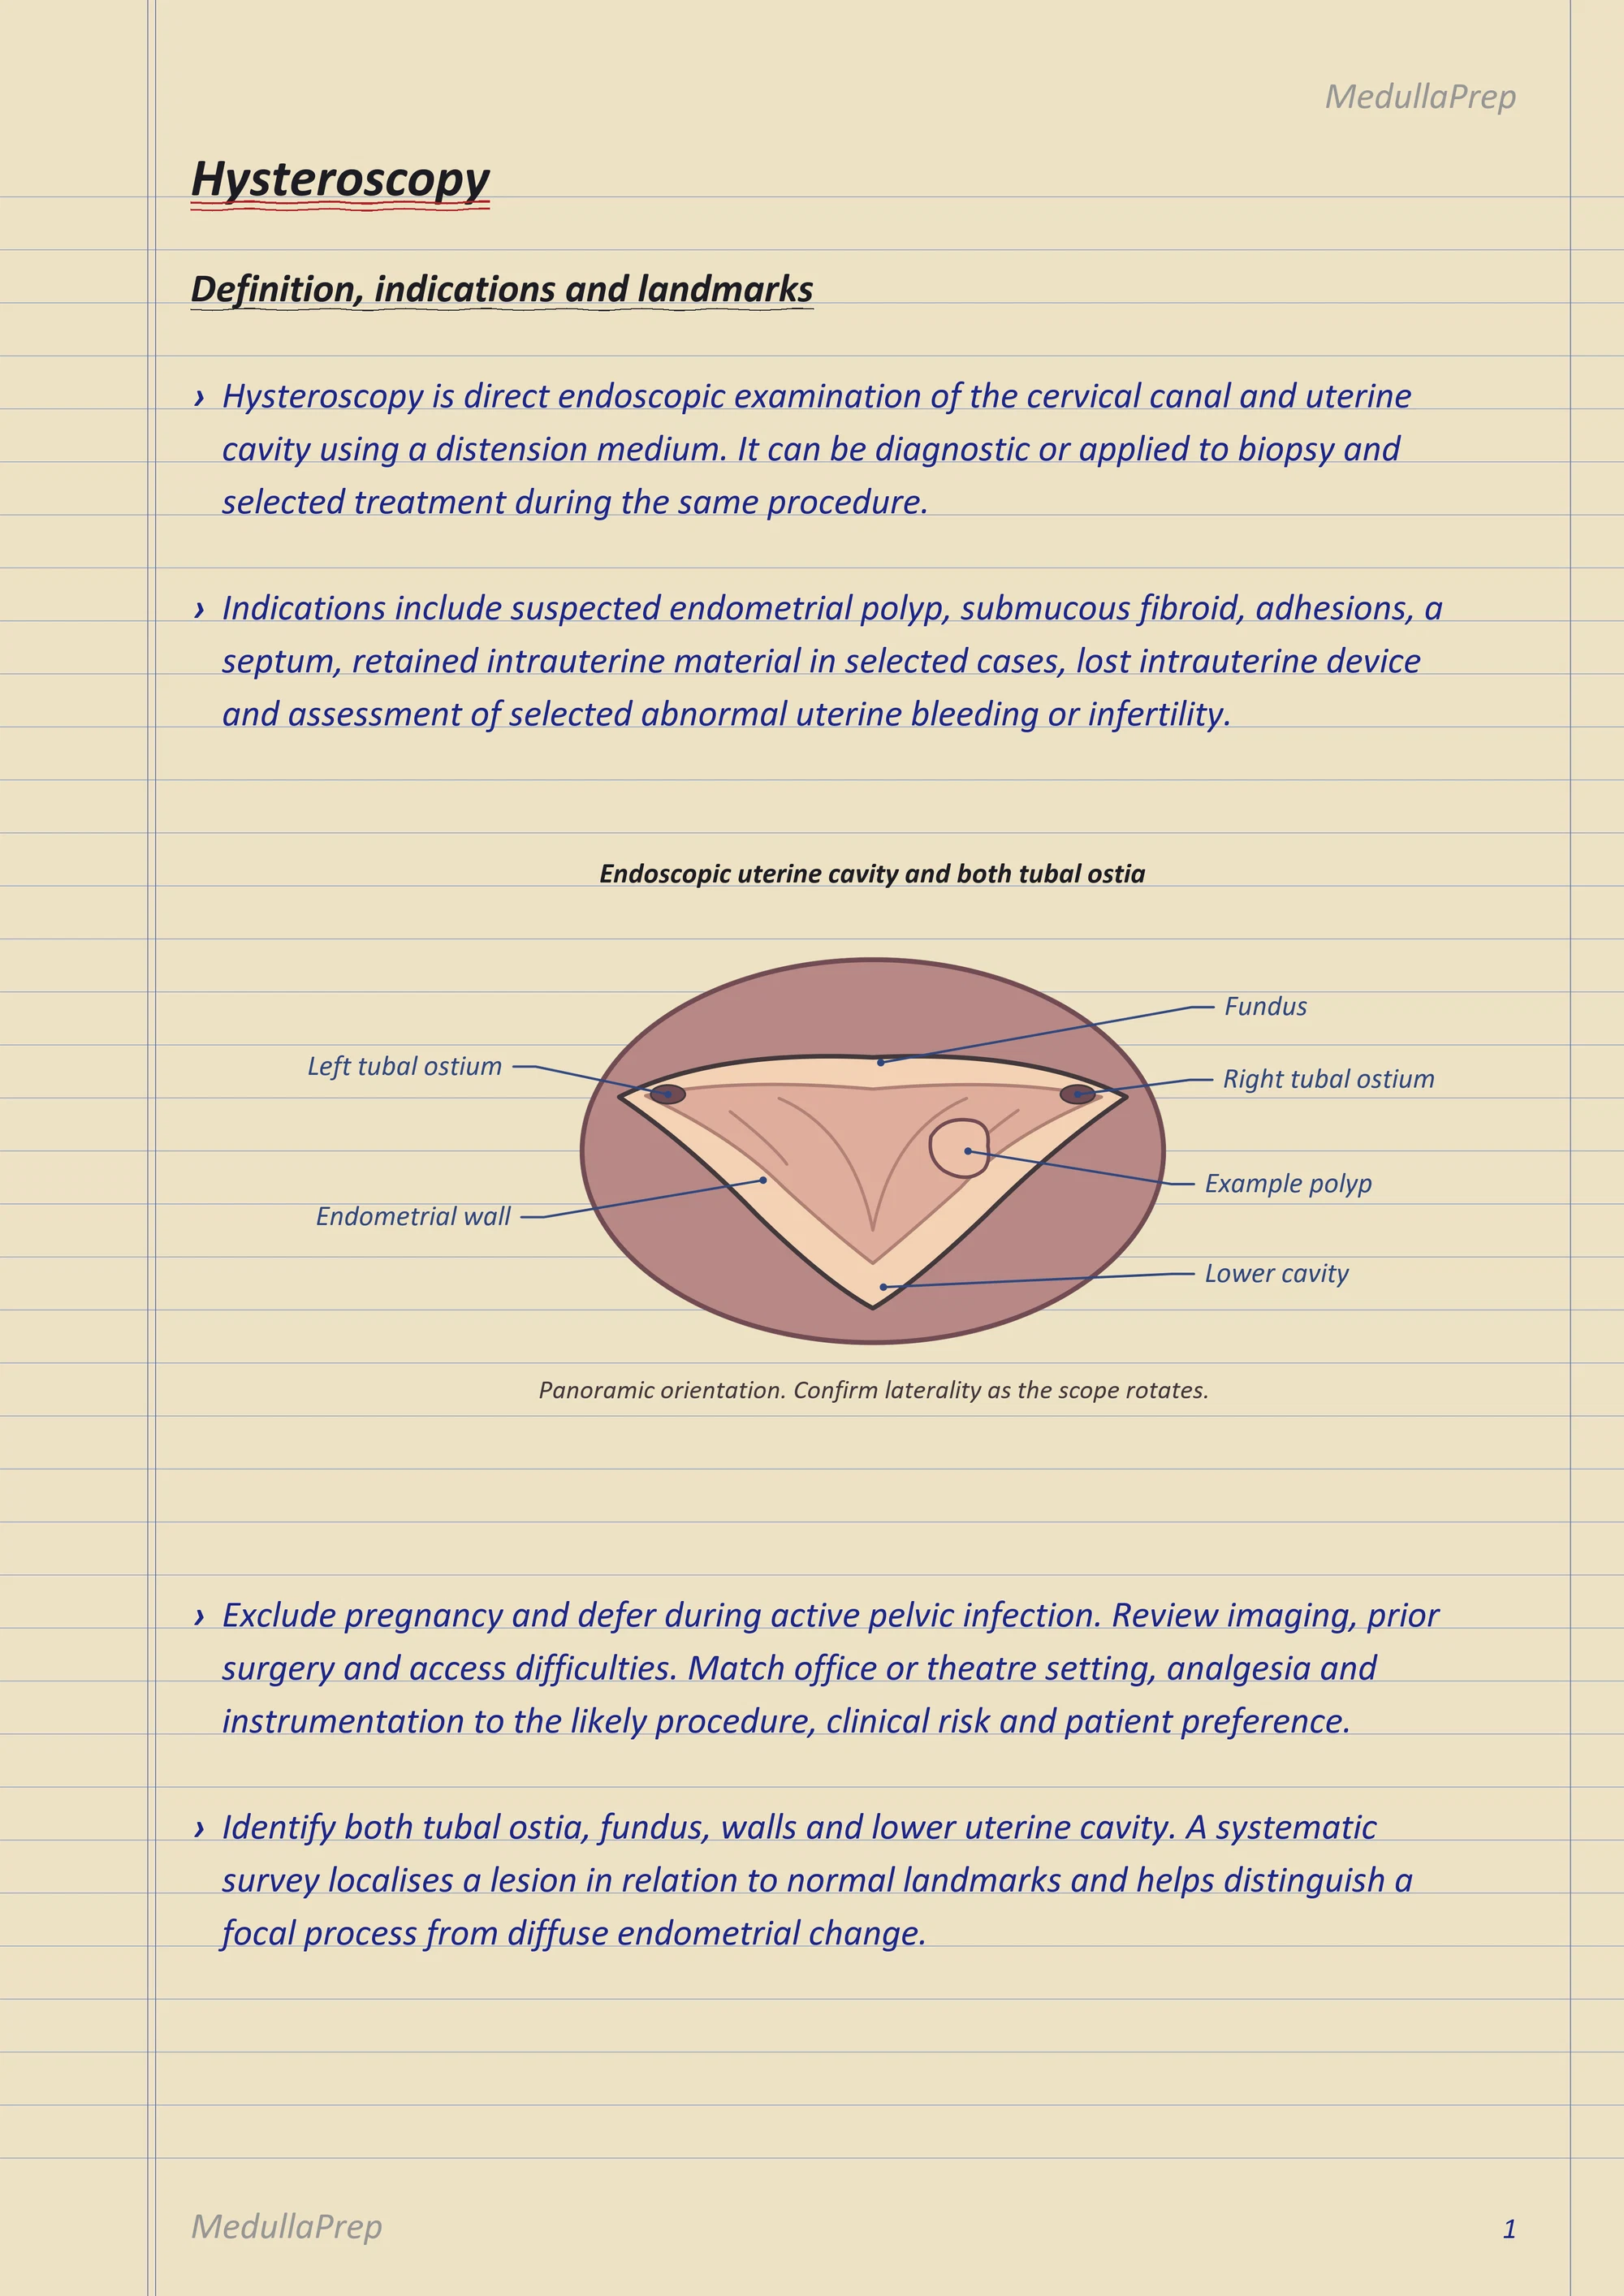 MedullaPrep
Hysteroscopy
Definition, indications and landmarks
› Hysteroscopy is direct endoscopic examination of the cervical canal and uterine
cavity using a distension medium. It can be diagnostic or applied to biopsy and
selected treatment during the same procedure.
› Indications include suspected endometrial polyp, submucous fibroid, adhesions, a
septum, retained intrauterine material in selected cases, lost intrauterine device
and assessment of selected abnormal uterine bleeding or infertility.
Endoscopic uterine cavity and both tubal ostia
Fundus
Left tubal ostium
Right tubal ostium
Example polyp
Endometrial wall
Lower cavity
Panoramic orientation. Confirm laterality as the scope rotates.
› Exclude pregnancy and defer during active pelvic infection. Review imaging, prior
surgery and access difficulties. Match office or theatre setting, analgesia and
instrumentation to the likely procedure, clinical risk and patient preference.
› Identify both tubal ostia, fundus, walls and lower uterine cavity. A systematic
survey localises a lesion in relation to normal landmarks and helps distinguish a
focal process from diffuse endometrial change.
MedullaPrep
1